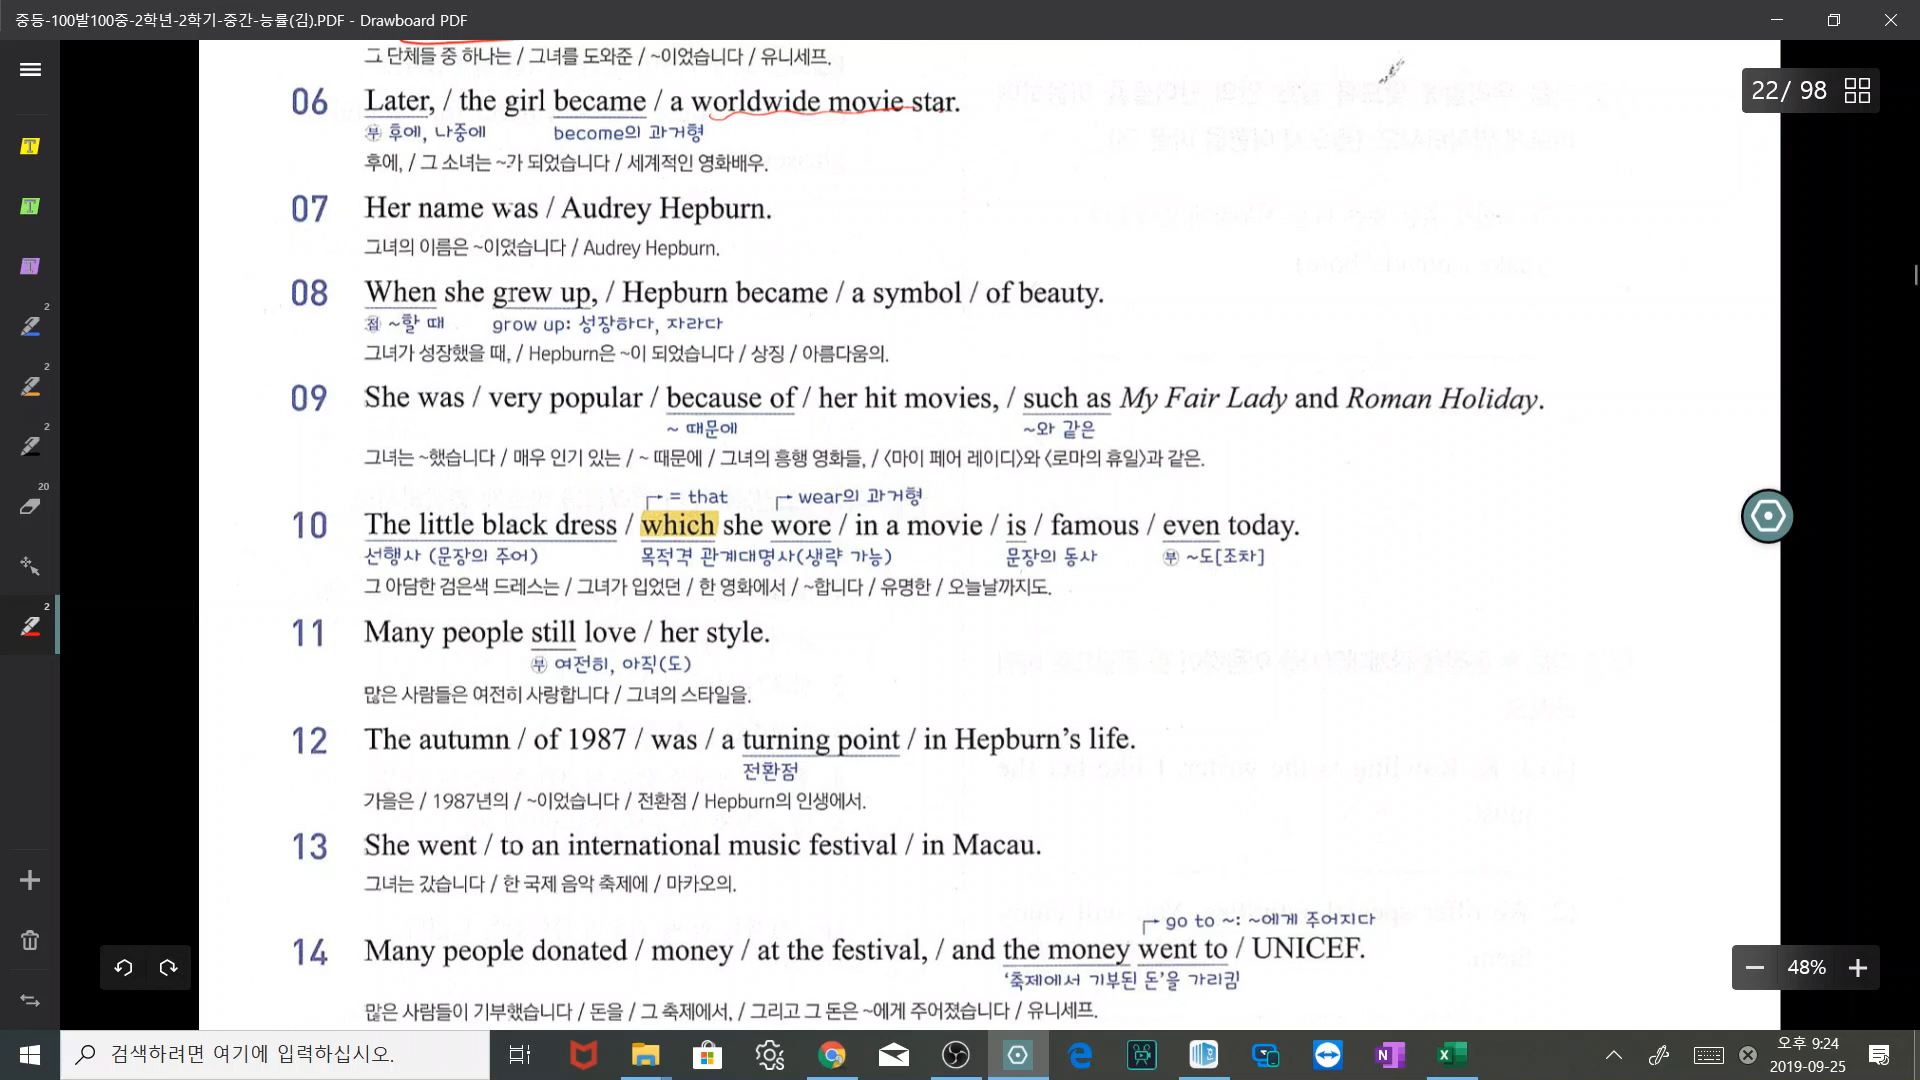 중등-100발100중-2학년-2학기-중간-능률(김).PDF - Drawboard PDF
그 단체들 중 하나는 / 그녀를 도와준 / ~이었습니다 / 유니세프.
22 / 98
06 Later, / the girl became / a worldwide movie star.
부 후에, 나중에 become의 과거형
후에, / 그 소녀는 ~가 되었습니다 / 세계적인 영화배우.
07 Her name was / Audrey Hepburn.
그녀의 이름은 ~이었습니다 / Audrey Hepburn.
08 When she grew up, / Hepburn became / a symbol / of beauty.
접 ~할 때 grow up: 성장하다, 자라다
그녀가 성장했을 때, / Hepburn은 ~이 되었습니다 / 상징 / 아름다움의.
09 She was / very popular / because of / her hit movies, / such as My Fair Lady and Roman Holiday.
~ 때문에 ~와 같은
그녀는 ~했습니다 / 매우 인기 있는 / ~ 때문에 / 그녀의 흥행 영화들, / 〈마이 페어 레이디〉와 〈로마의 휴일〉과 같은.
= that wear의 과거형
10 The little black dress / which she wore / in a movie / is / famous / even today.
선행사 (문장의 주어) 목적격 관계대명사(생략 가능) 문장의 동사 부 ~도[조차]
그 아담한 검은색 드레스는 / 그녀가 입었던 / 한 영화에서 / ~합니다 / 유명한 / 오늘날까지도.
11 Many people still love / her style.
부 여전히, 아직(도)
많은 사람들은 여전히 사랑합니다 / 그녀의 스타일을.
12 The autumn / of 1987 / was / a turning point / in Hepburn's life.
전환점
가을은 / 1987년의 / ~이었습니다 / 전환점 / Hepburn의 인생에서.
13 She went / to an international music festival / in Macau.
그녀는 갔습니다 / 한 국제 음악 축제에 / 마카오의.
go to ~: ~에게 주어지다
14 Many people donated / money / at the festival, / and the money went to / UNICEF.
'축제에서 기부된 돈'을 가리킴
많은 사람들이 기부했습니다 / 돈을 / 그 축제에서, / 그리고 그 돈은 ~에게 주어졌습니다 / 유니세프.
48%
검색하려면 여기에 입력하십시오.
오후 9:24
2019-09-25